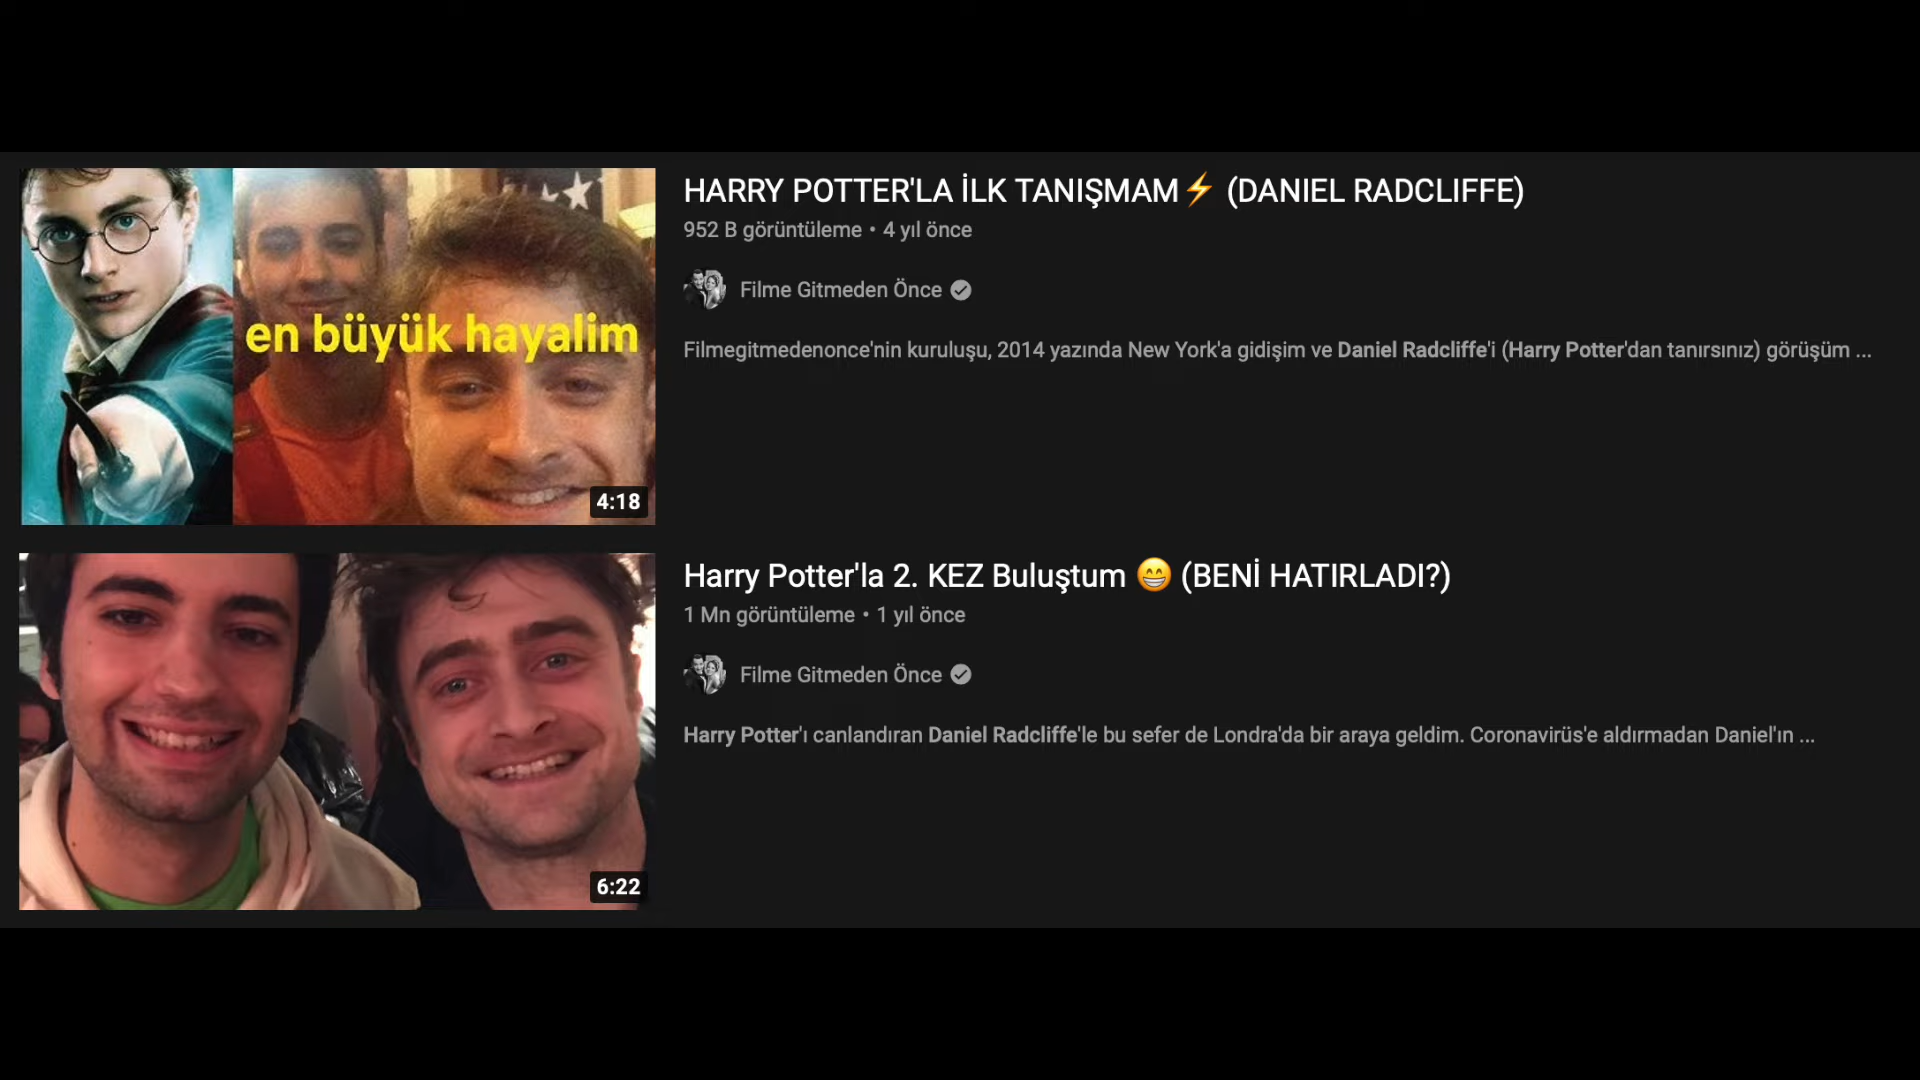 HARRY POTTER'LA İLK TANIŞMAM⚡ (DANIEL RADCLIFFE)
952 B görüntüleme • 4 yıl önce
Filme Gitmeden Önce
Filmegitmedenonce'nin kuruluşu, 2014 yazında New York'a gidişim ve Daniel Radcliffe'i (Harry Potter'dan tanırsınız) görüşüm ...
en büyük hayalim
4:18
Harry Potter'la 2. KEZ Buluştum 😁 (BENİ HATIRLADI?)
1 Mn görüntüleme • 1 yıl önce
Filme Gitmeden Önce
Harry Potter'ı canlandıran Daniel Radcliffe'le bu sefer de Londra'da bir araya geldim. Coronavirüs'e aldırmadan Daniel'ın ...
6:22